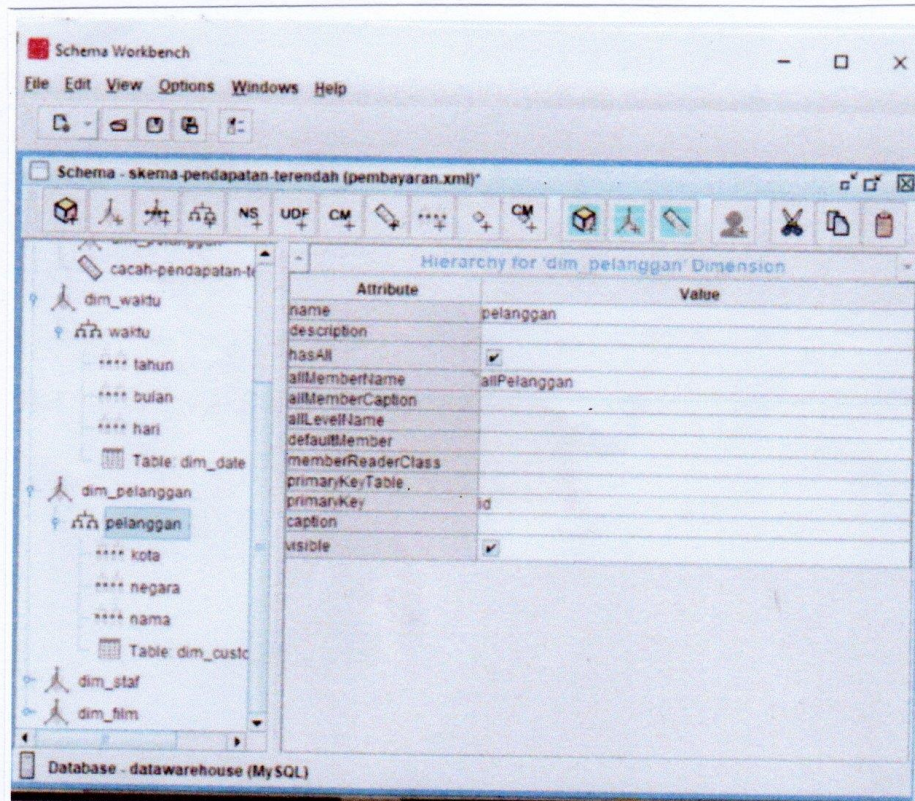 Schema Workbench
File Edit View Options Windows Help
Schema - skema-pendapatan-terendah (pembayaran.xml)*
NS UDF CM CM
dim_pelanggan
cacah-pendapatan-te
dim_waktu
waktu
tahun
bulan
hari
Table: dim_date
dim_pelanggan
pelanggan
kota
negara
nama
Table: dim_custo
dim_staf
dim_film
Hierarchy for 'dim_pelanggan' Dimension
Attribute Value
name pelanggan
description
hasAll
allMemberName allPelanggan
allMemberCaption
allLevelName
defaultMember
memberReaderClass
primaryKeyTable
primaryKey id
caption
visible
Database - datawarehouse (MySQL)